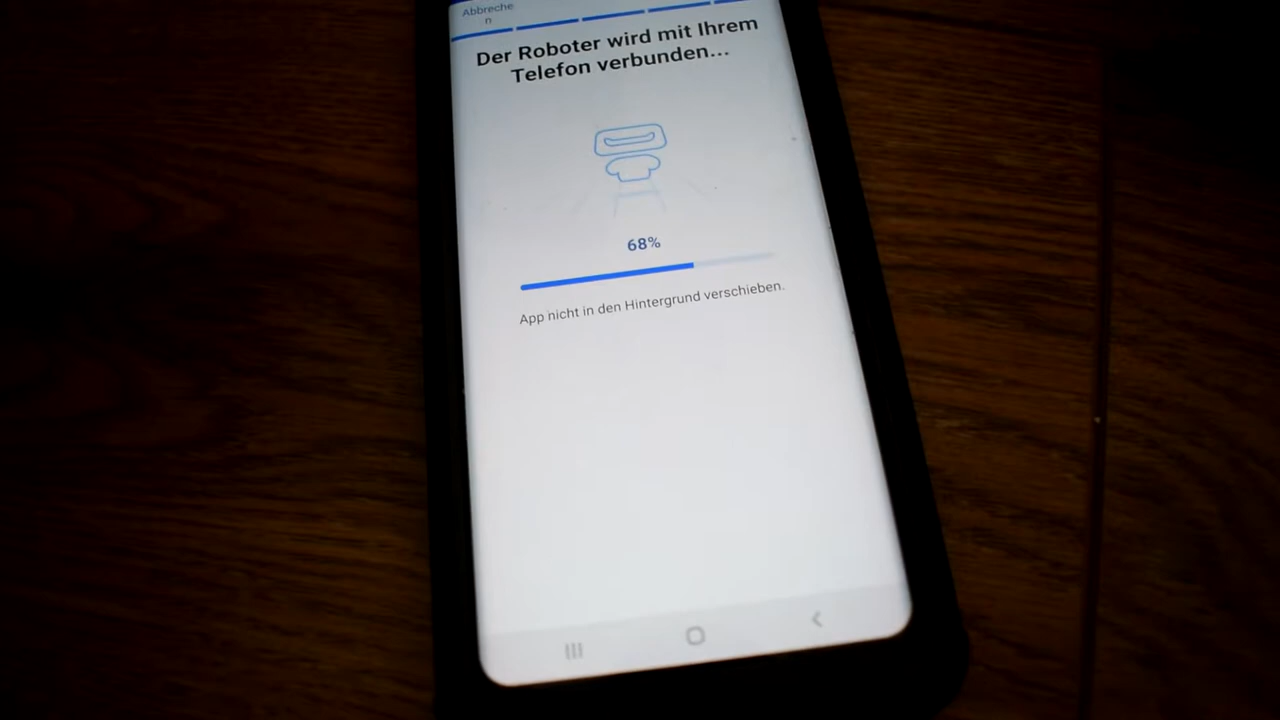 Abbreche
n
Der Roboter wird mit Ihrem
Telefon verbunden...
68%
App nicht in den Hintergrund verschieben.